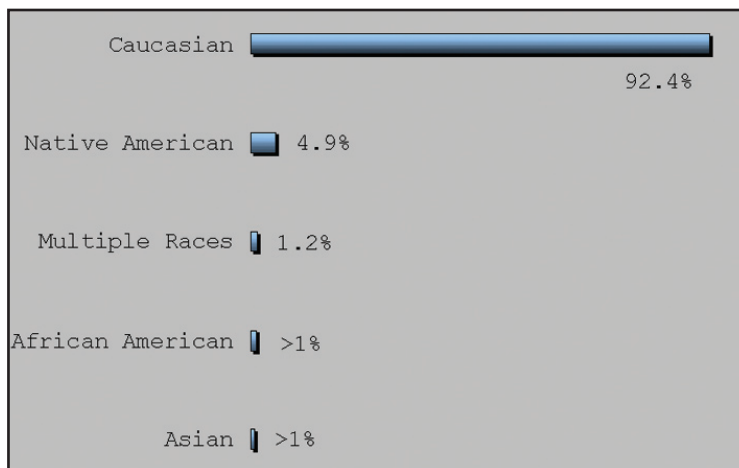 Caucasian
92.4%
Native American 4.9%
Multiple Races 1.2%
African American >1%
Asian >1%